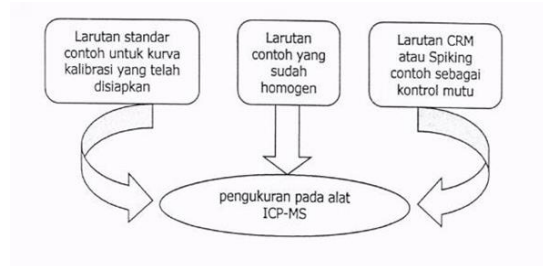 Larutan standar
contoh untuk kurva
kalibrasi yang telah
disiapkan
Larutan
contoh yang
sudah
homogen
Larutan CRM
atau Spiking
contoh sebagai
kontrol mutu
pengukuran pada alat
ICP-MS